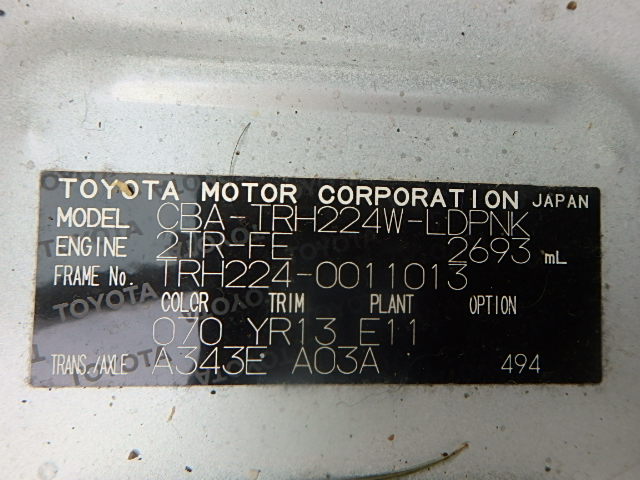 TOYOTA MOTOR CORPORATION JAPAN
MODEL CBA-TRH224W-LDPNK
ENGINE 2TR-FE 2693 mL
FRAME No. TRH224-0011013
COLOR TRIM PLANT OPTION
070 YR13 E11
TRANS./AXLE A343E A03A 494